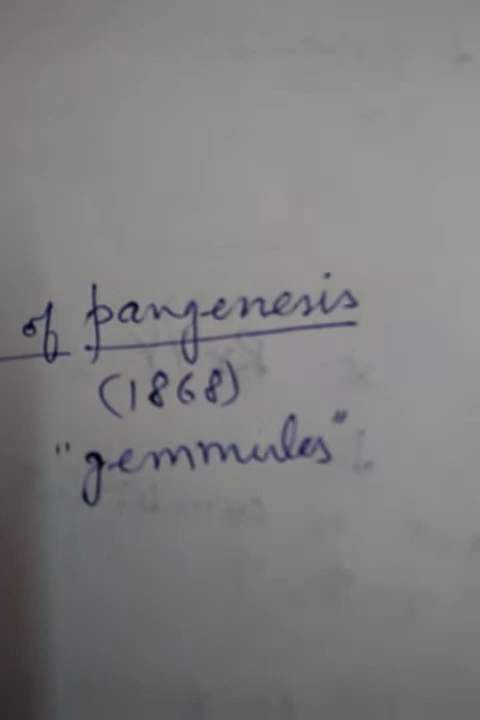 of pangenesis
(1868)
"gemmules"